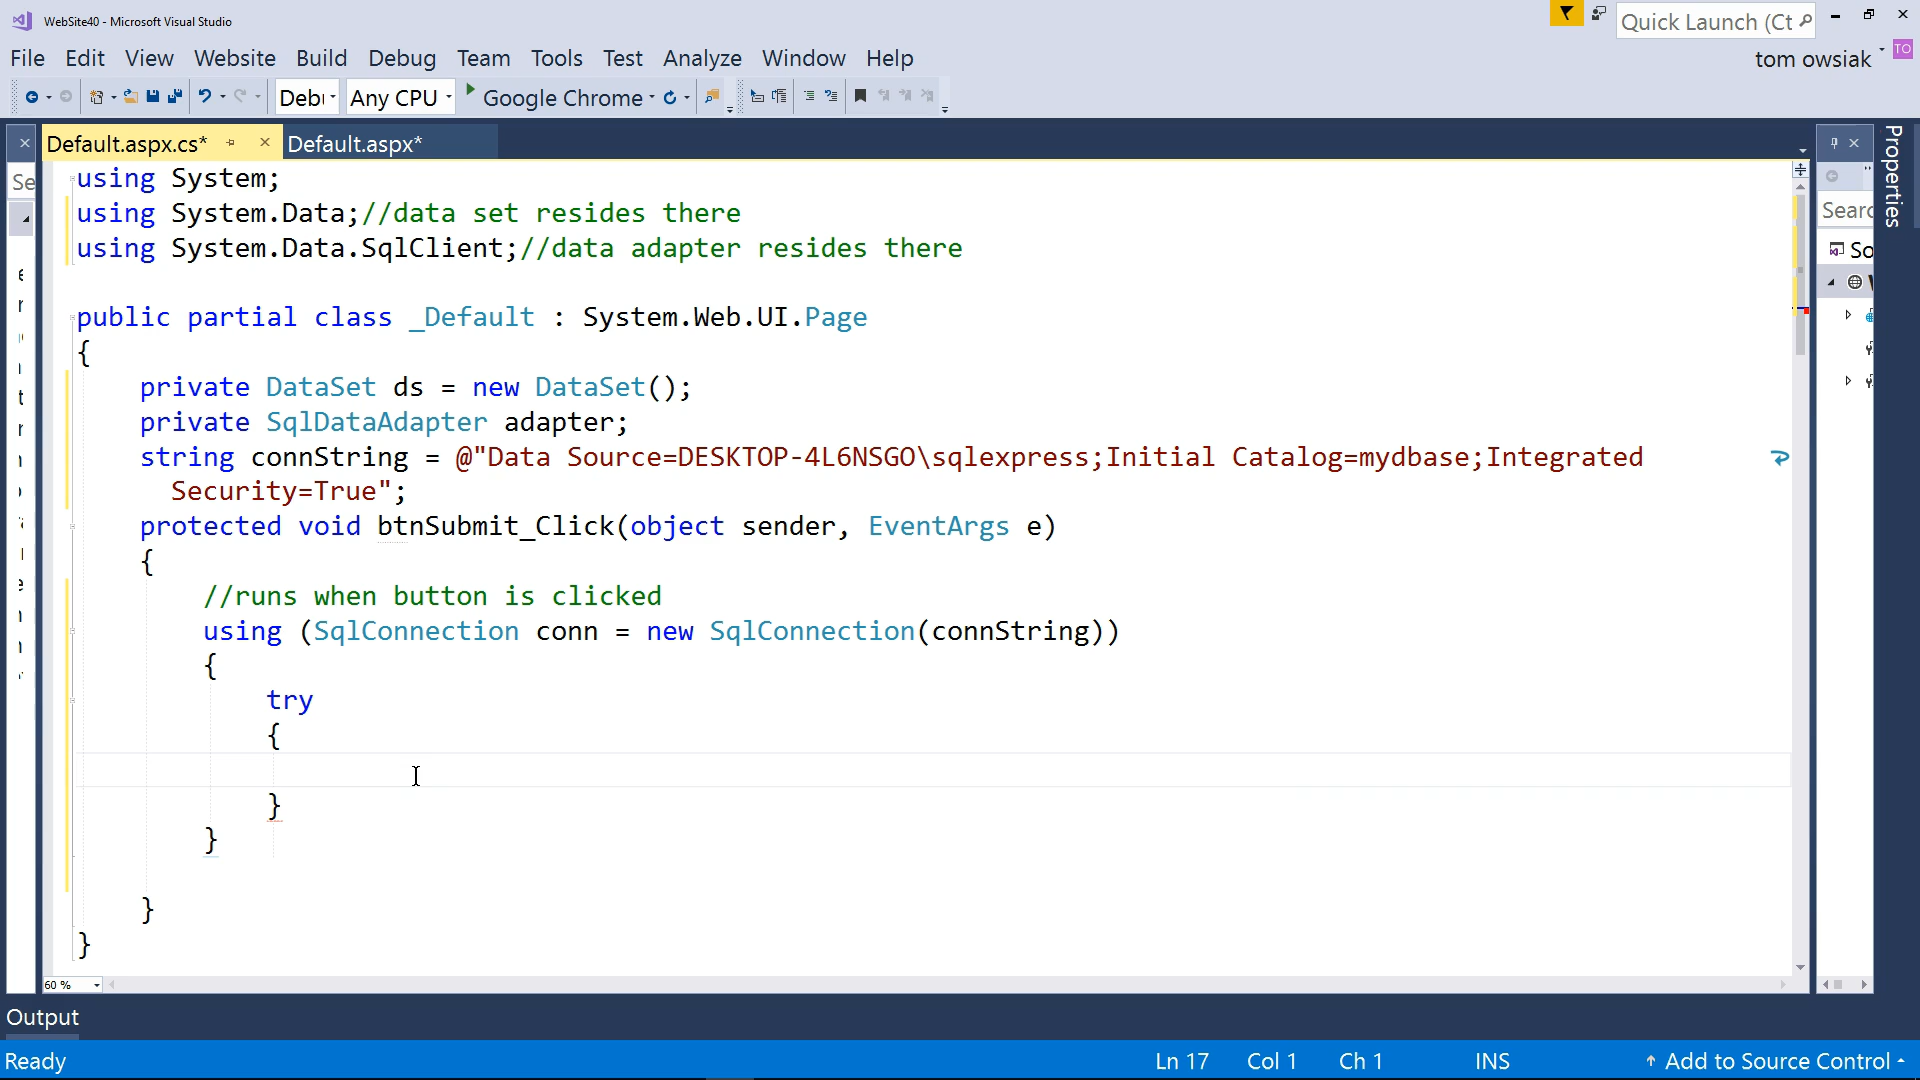 WebSite40 - Microsoft Visual Studio
Quick Launch (Ct
File Edit View Website Build Debug Team Tools Test Analyze Window Help
tom owsiak TO
Any CPU Google Chrome
Default.aspx.cs* Default.aspx*
Properties
Se
using System;
using System.Data;//data set resides there
using System.Data.SqlClient;//data adapter resides there
public partial class _Default : System.Web.UI.Page
{
private DataSet ds = new DataSet();
private SqlDataAdapter adapter;
string connString = @"Data Source=DESKTOP-4L6NSGO\sqlexpress;Initial Catalog=mydbase;Integrated
Security=True";
protected void btnSubmit_Click(object sender, EventArgs e)
{
//runs when button is clicked
using (SqlConnection conn = new SqlConnection(connString))
{
try
{
}
}
}
}
Searc
So
60 %
Output
Ready
Ln 17 Col 1 Ch 1 INS Add to Source Control